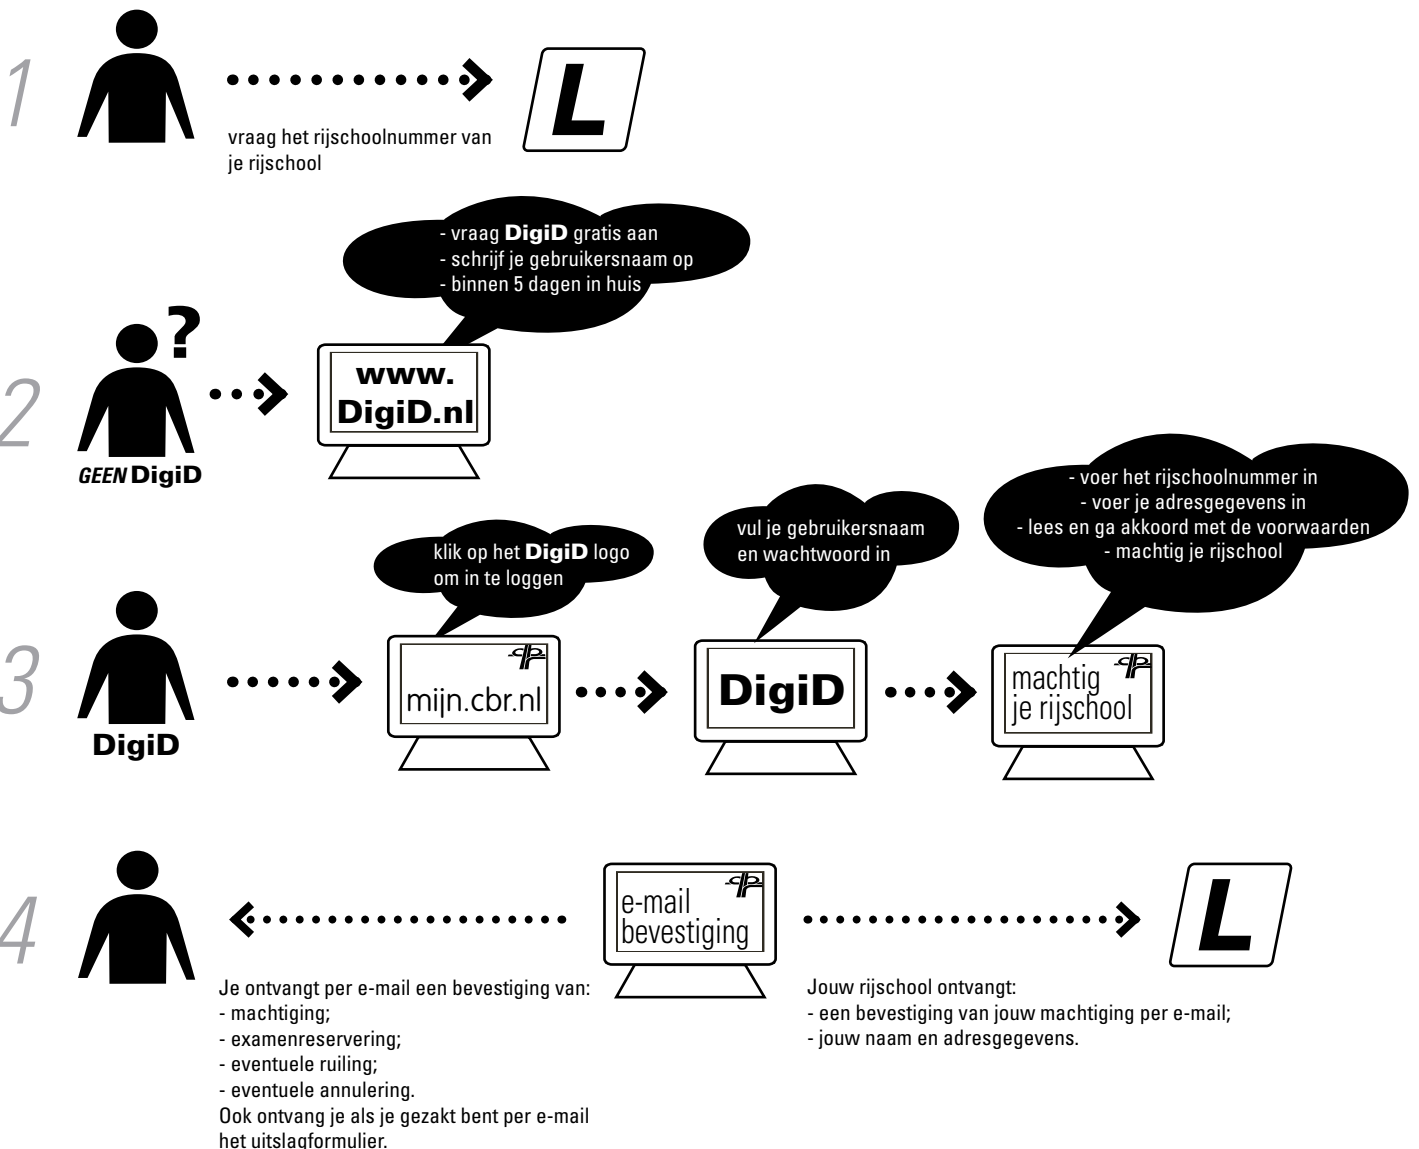 1
L
vraag het rijschoolnummer van
je rijschool
- vraag DigiD gratis aan
- schrijf je gebruikersnaam op
- binnen 5 dagen in huis
2
?
GEEN DigiD
www.
DigiD.nl
3
DigiD
klik op het DigiD logo
om in te loggen
mijn.cbr.nl
vul je gebruikersnaam
en wachtwoord in
DigiD
- voer het rijschoolnummer in
- voer je adresgegevens in
- lees en ga akkoord met de voorwaarden
- machtig je rijschool
machtig
je rijschool
4
e-mail
bevestiging
L
Je ontvangt per e-mail een bevestiging van:
- machtiging;
- examenreservering;
- eventuele ruiling;
- eventuele annulering.
Ook ontvang je als je gezakt bent per e-mail
het uitslagformulier.
Jouw rijschool ontvangt:
- een bevestiging van jouw machtiging per e-mail;
- jouw naam en adresgegevens.